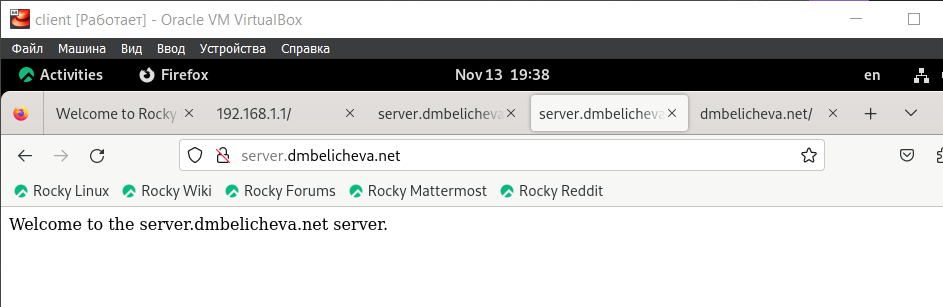 client [Работает] - Oracle VM VirtualBox
Файл Машина Вид Ввод Устройства Справка
Activities Firefox Nov 13 19:38 en
Welcome to Rocky 192.168.1.1/ server.dmbelicheva server.dmbelicheva. dmbelicheva.net/
server.dmbelicheva.net
Rocky Linux Rocky Wiki Rocky Forums Rocky Mattermost Rocky Reddit
Welcome to the server.dmbelicheva.net server.